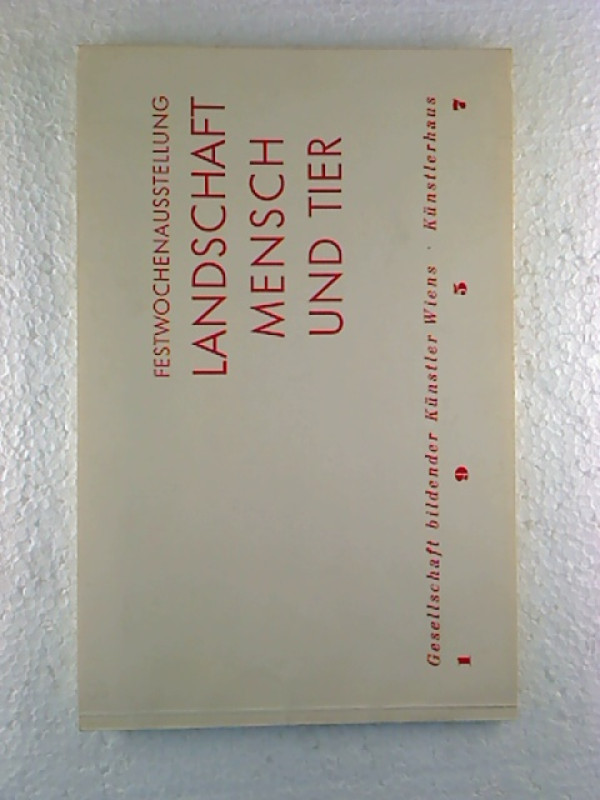 FESTWOCHENAUSSTELLUNG
LANDSCHAFT
MENSCH
UND TIER
Gesellschaft bildender Künstler Wiens · Künstlerhaus
1 9 5 7